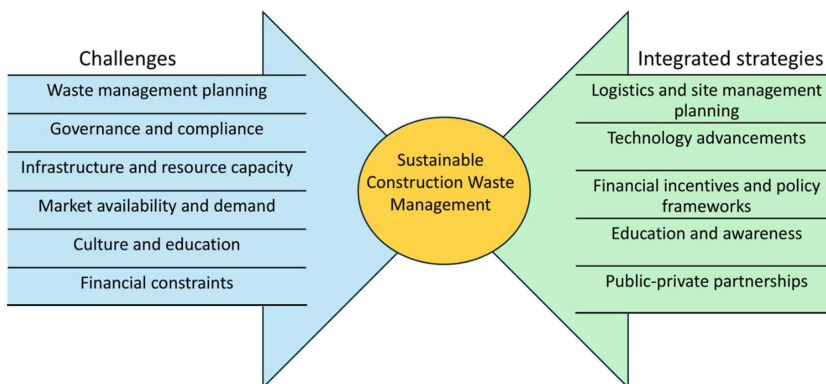 Challenges
Waste management planning
Governance and compliance
Infrastructure and resource capacity
Market availability and demand
Culture and education
Financial constraints
Sustainable
Construction Waste
Management
Integrated strategies
Logistics and site management
planning
Technology advancements
Financial incentives and policy
frameworks
Education and awareness
Public-private partnerships